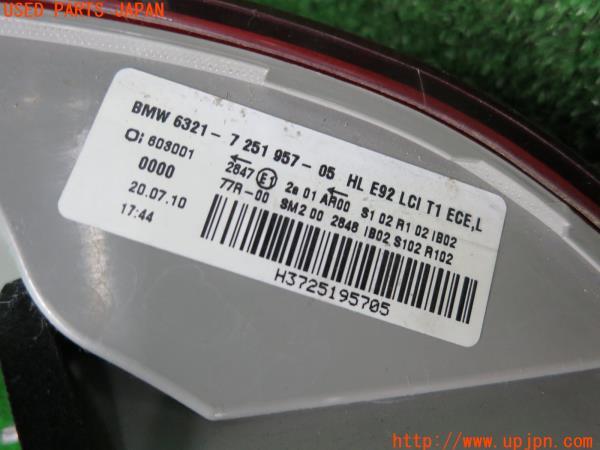 USED PARTS JAPAN
BMW 6321- 7 251 957-05 HL E92 LCI T1 ECE,L
603001
0000
20.07.10
17:44
2847 E1 2a 01 AR00 S1 02 R1 02 IB02
77R-00 SM2 00 2846 IB02 S102 R102
H3725195705
http://www.upjpn.com/